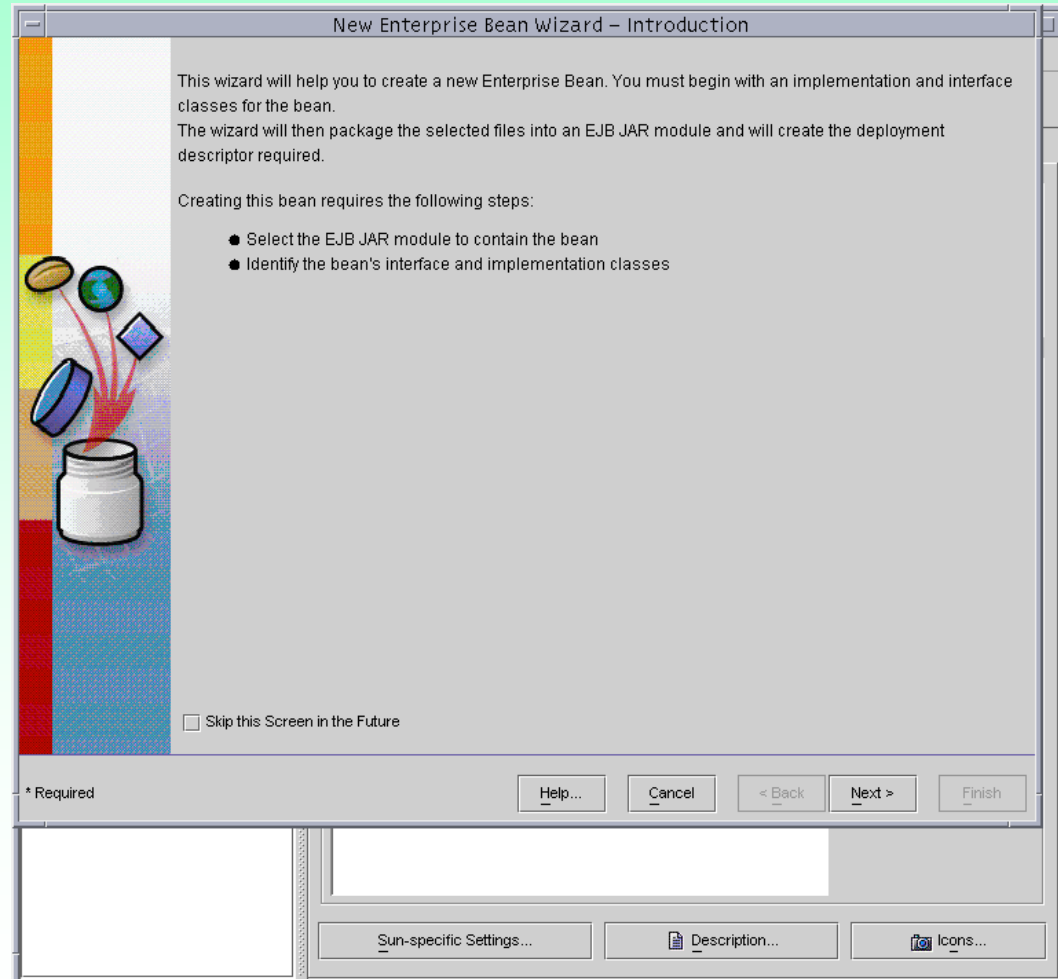 New Enterprise Bean Wizard – Introduction
This wizard will help you to create a new Enterprise Bean. You must begin with an implementation and interface
classes for the bean.
The wizard will then package the selected files into an EJB JAR module and will create the deployment
descriptor required.
Creating this bean requires the following steps:
● Select the EJB JAR module to contain the bean
● Identify the bean's interface and implementation classes
Skip this Screen in the Future
* Required
Help...
Cancel
< Back
Next >
Finish
Sun-specific Settings...
Description...
Icons...